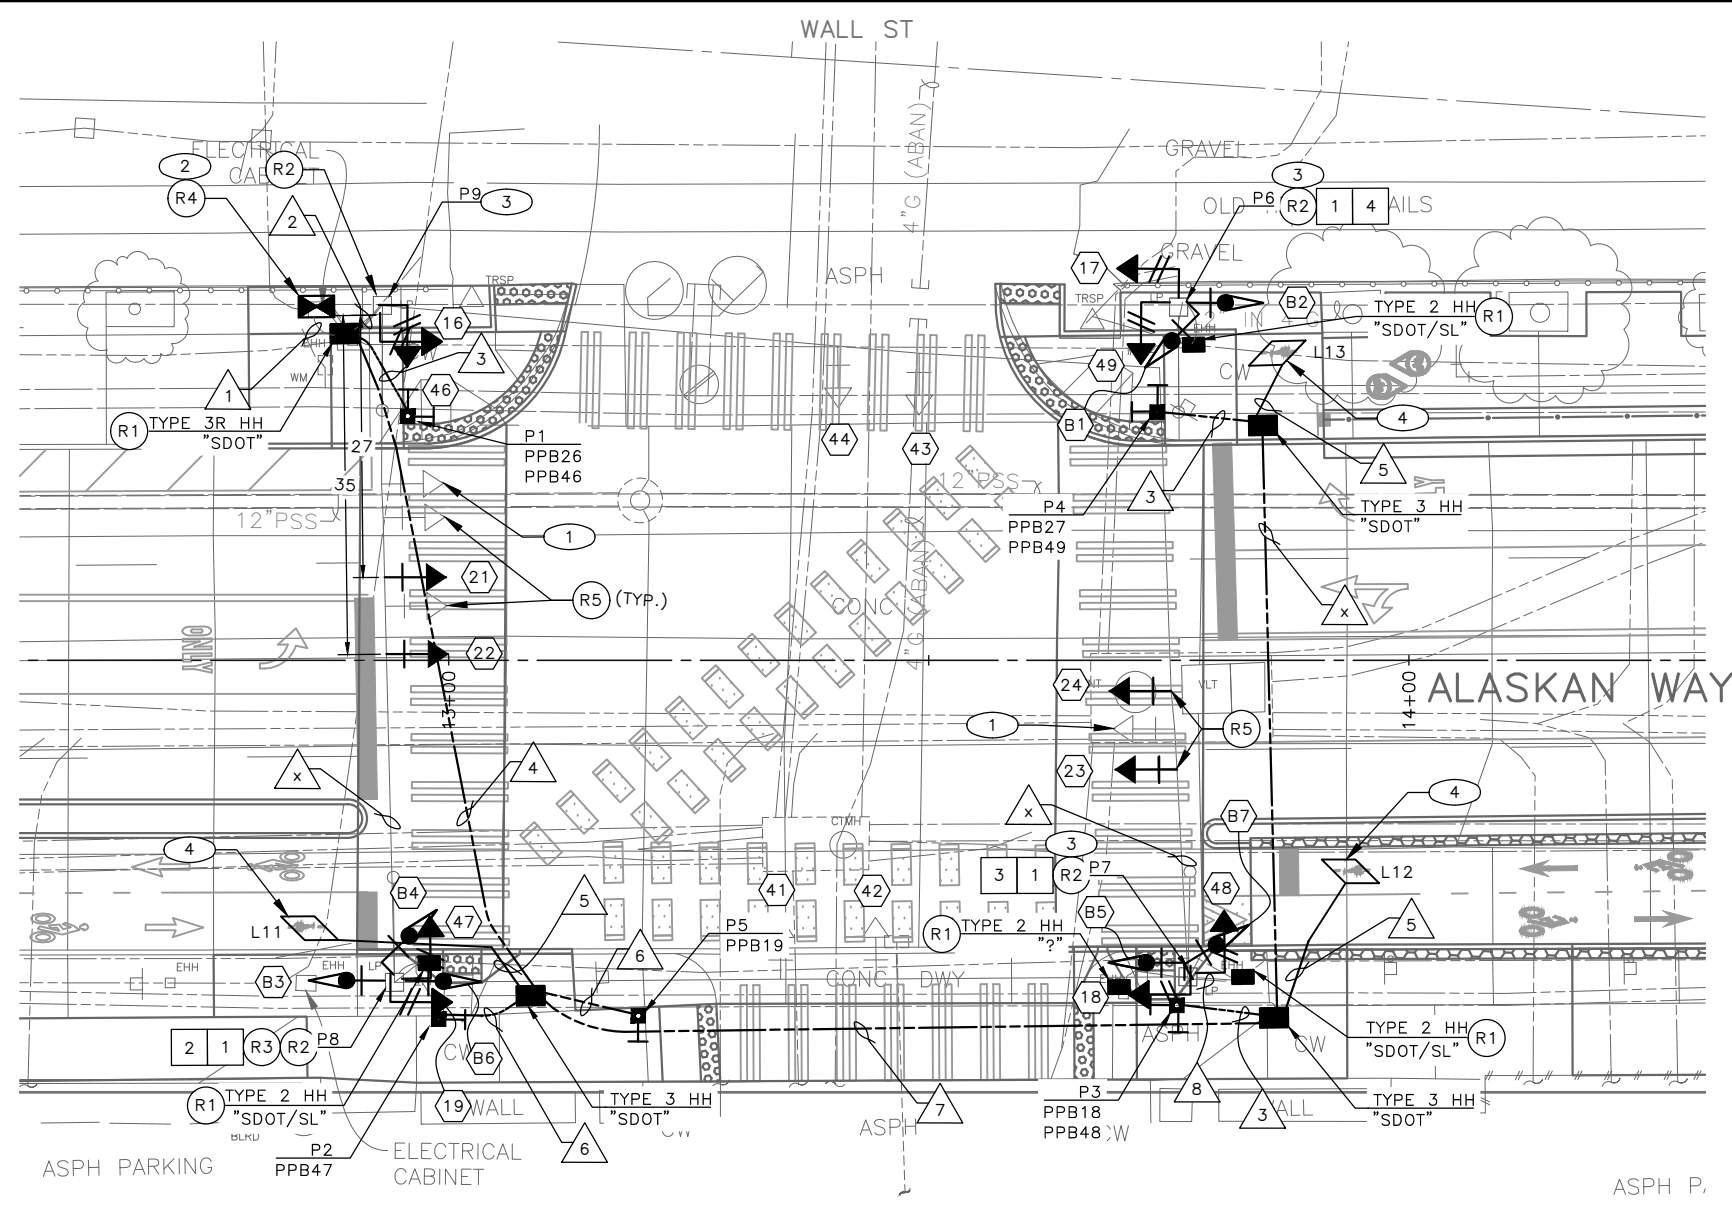 WALL ST
ELECTRICAL
2
R2
R4
P9
3
2
4"G (ABAN)
GRAVEL
3
P6
R2
1
4
OLD
AILS
GRAVEL
17
ASPH
TRSP
TRSP
LP
B2
TYPE 2 HH
"SDOT/SL"
R1
EHH
16
3
49
L13
WM
1
46
CW
B1
4
R1
TYPE 3R HH
"SDOT"
27
P1
PPB26
PPB46
44
43
5
35
12"PSS
12"PSS
3
P4
PPB27
PPB49
TYPE 3 HH
"SDOT"
12"PSS
1
21
R5
(TYP.)
CONC
4"G (ABAN)
x
ONLY
22
24
VLT
13+00
14+00
ALASKAN WAY
1
R5
x
4
23
x
B7
4
CTMH
4
3
3
1
R2
P7
L12
B4
47
5
41
42
48
L11
P5
PPB19
R1
TYPE 2 HH
"?"
B5
5
EHH
EHH
LP
6
B3
CONC DWY
18
LP
2
1
R3
R2
P8
B6
ASPH
TYPE 2 HH
"SDOT/SL"
R1
CW
R1
TYPE 2 HH
"SDOT/SL"
19
WALL
TYPE 3 HH
"SDOT"
7
P3
PPB18
PPB48
8
3
TYPE 3 HH
"SDOT"
BLRD
ASPH
CW
P2
PPB47
6
ELECTRICAL
CABINET
ASPH PARKING
ASPH